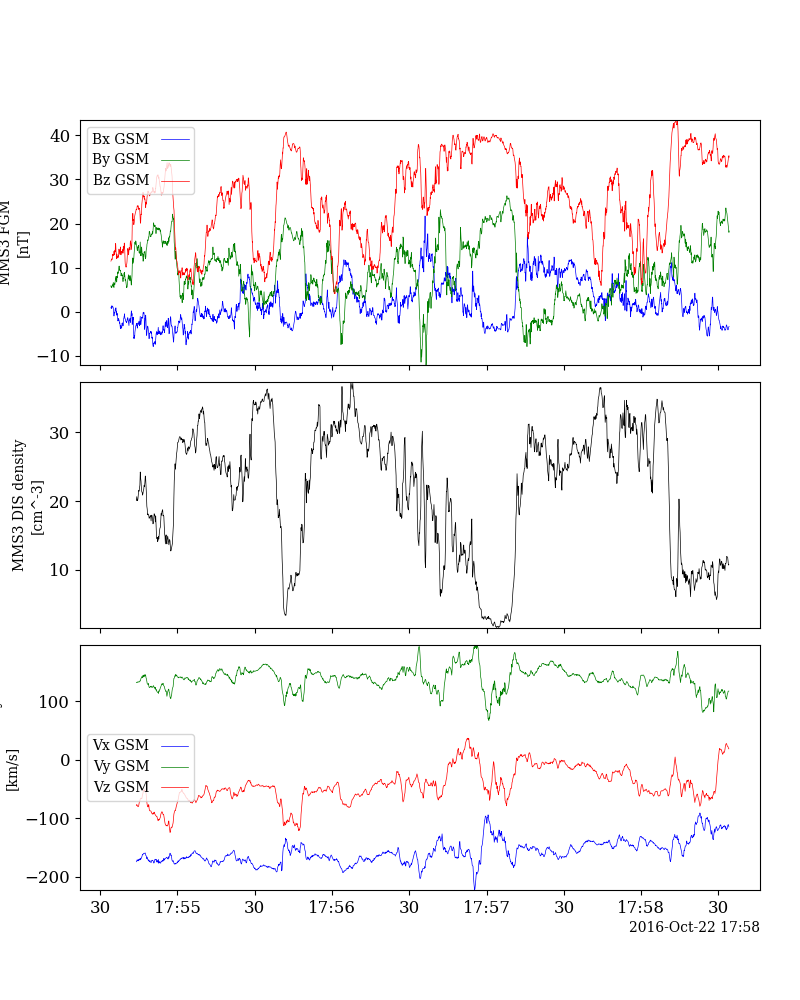 40
30
20
10
0
−10
MMS3 FGM
[nT]
Bx GSM
By GSM
Bz GSM
30
20
10
MMS3 DIS density
[cm^-3]
100
0
−100
−200
[km/s]
Vx GSM
Vy GSM
Vz GSM
30 17:55 30 17:56 30 17:57 30 17:58 30
2016-Oct-22 17:58